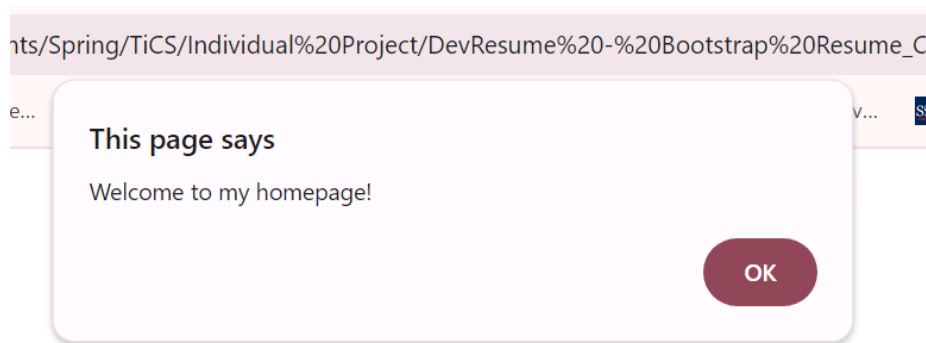 nts/Spring/TiCS/Individual%20Project/DevResume%20-%20Bootstrap%20Resume_C
e...
v...
This page says
Welcome to my homepage!
OK